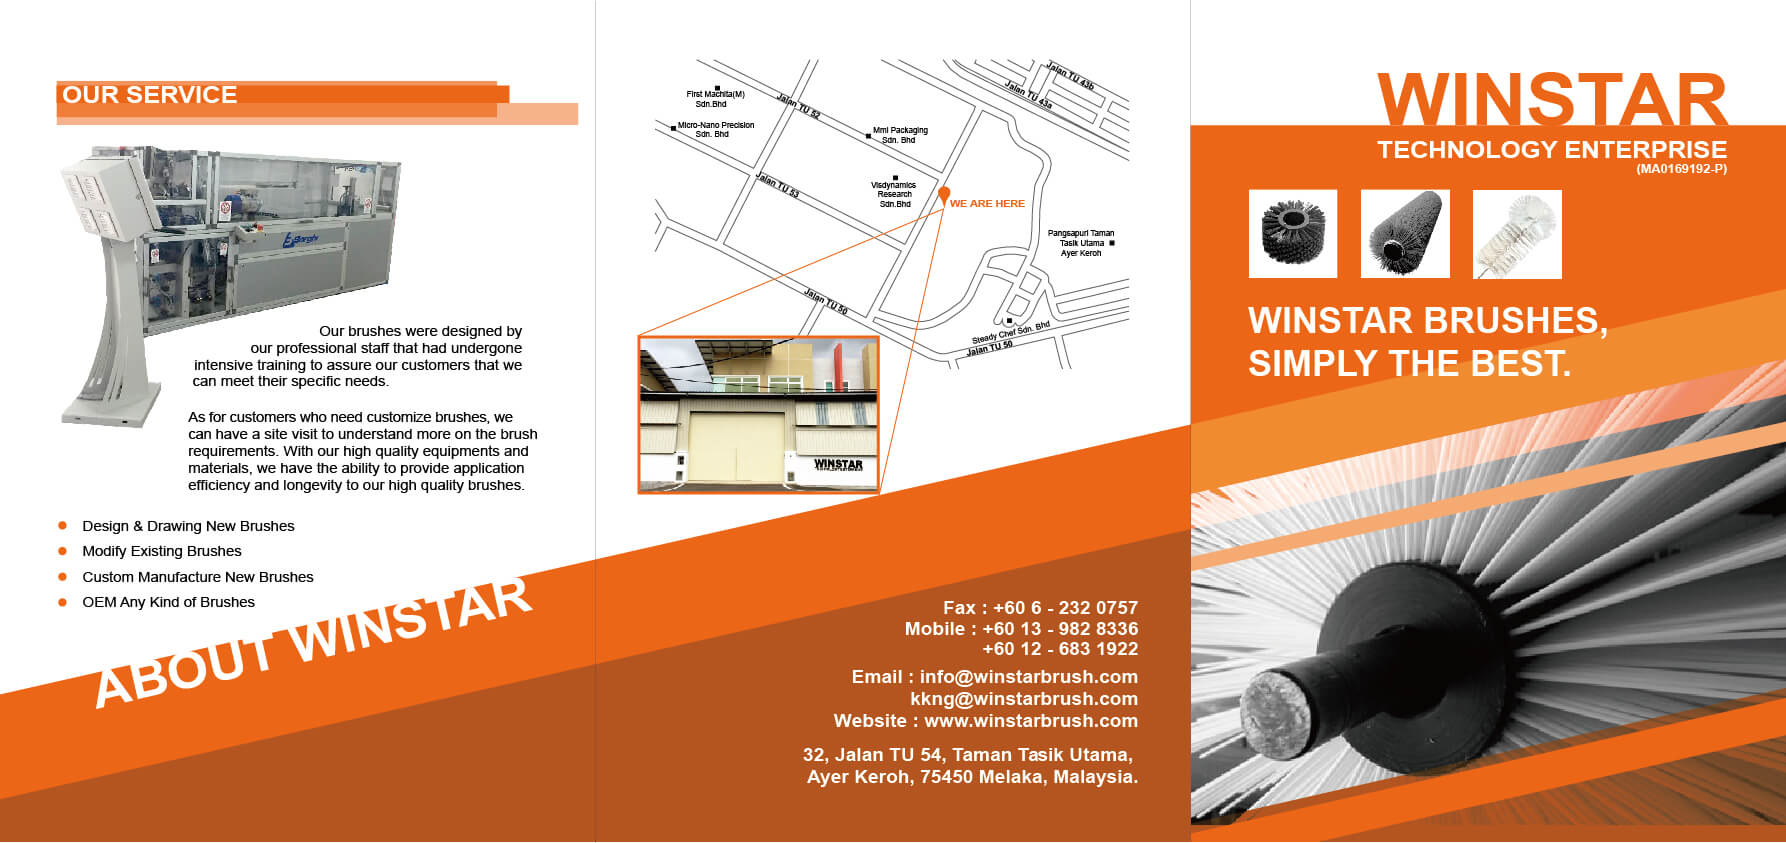 OUR SERVICE
Borghi
Our brushes were designed by
our professional staff that had undergone
intensive training to assure our customers that we
can meet their specific needs.
As for customers who need customize brushes, we
can have a site visit to understand more on the brush
requirements. With our high quality equipments and
materials, we have the ability to provide application
efficiency and longevity to our high quality brushes.
Design & Drawing New Brushes
Modify Existing Brushes
Custom Manufacture New Brushes
OEM Any Kind of Brushes
ABOUT WINSTAR
Jalan TU 43b
Jalan TU 43a
First Machita(M)
Sdn.Bhd
Jalan TU 52
Micro-Nano Precision
Sdn. Bhd
Mmi Packaging
Sdn. Bhd
Jalan TU 53
Visdynamics
Research
Sdn.Bhd
WE ARE HERE
Pangsapuri Taman
Tasik Utama
Ayer Keroh
Jalan TU 50
Steady Chef Sdn. Bhd
Jalan TU 50
WINSTAR
Fax : +60 6 - 232 0757
Mobile : +60 13 - 982 8336
+60 12 - 683 1922
Email : info@winstarbrush.com
kkng@winstarbrush.com
Website : www.winstarbrush.com
32, Jalan TU 54, Taman Tasik Utama,
Ayer Keroh, 75450 Melaka, Malaysia.
WINSTAR
TECHNOLOGY ENTERPRISE
(MA0169192-P)
WINSTAR BRUSHES,
SIMPLY THE BEST.